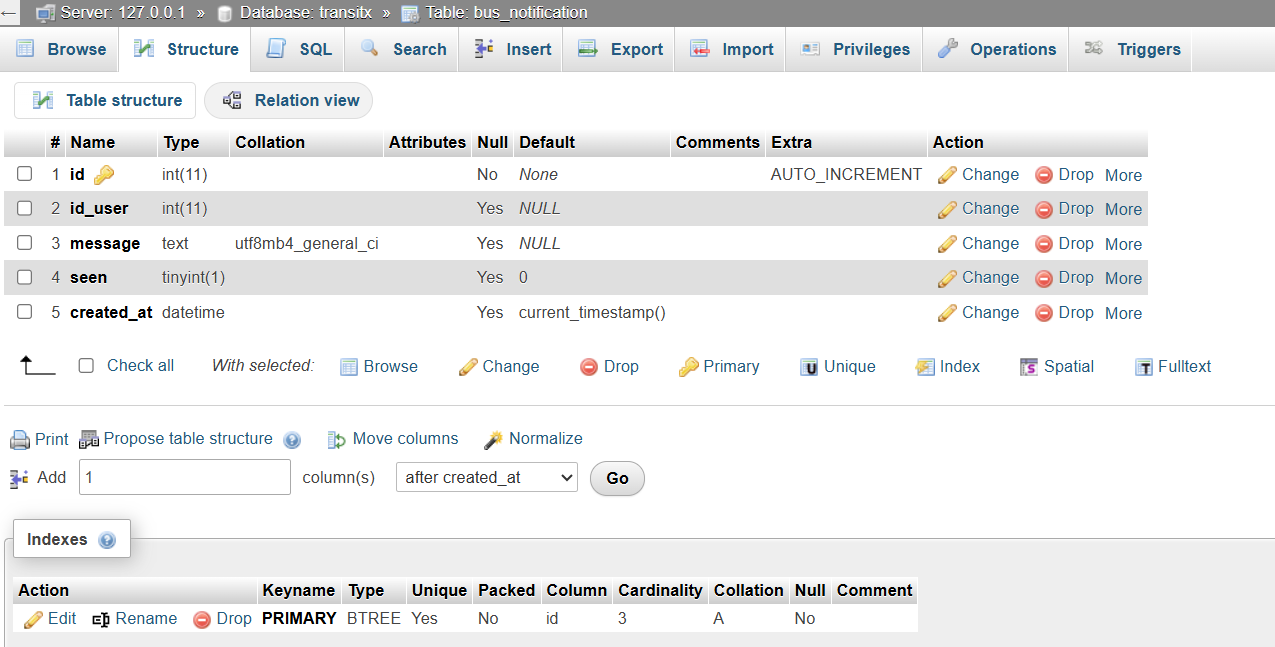 ← Server: 127.0.0.1 » Database: transitx » Table: bus_notification
Browse Structure SQL Search Insert Export Import Privileges Operations Triggers
Table structure Relation view
# Name Type Collation Attributes Null Default Comments Extra Action
1 id int(11) No None AUTO_INCREMENT Change Drop More
2 id_user int(11) Yes NULL Change Drop More
3 message text utf8mb4_general_ci Yes NULL Change Drop More
4 seen tinyint(1) Yes 0 Change Drop More
5 created_at datetime Yes current_timestamp() Change Drop More
Check all With selected: Browse Change Drop Primary U Unique Index S Spatial T Fulltext
Print Propose table structure Move columns Normalize
Add 1 column(s) after created_at Go
Indexes
Action Keyname Type Unique Packed Column Cardinality Collation Null Comment
Edit Rename Drop PRIMARY BTREE Yes No id 3 A No